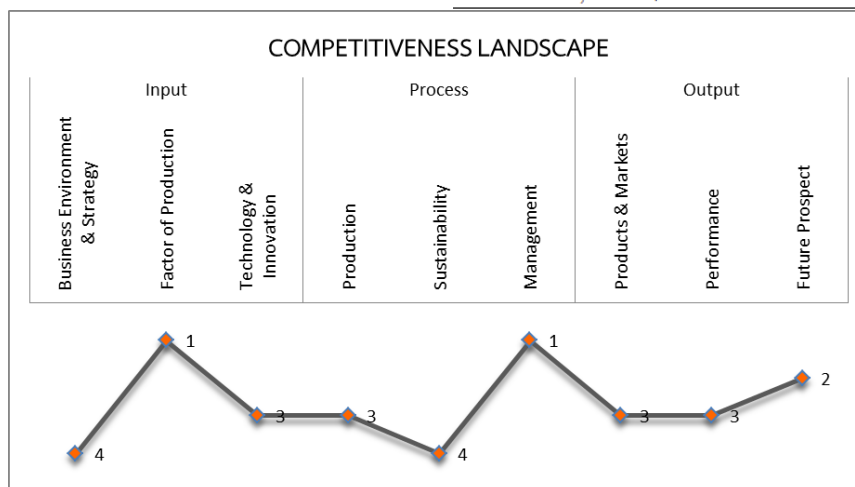 COMPETITIVENESS LANDSCAPE
Input
Process
Output
Business Environment
& Strategy
Factor of Production
Technology &
Innovation
Production
Sustainability
Management
Products & Markets
Performance
Future Prospect
4
1
3
3
4
1
3
3
2